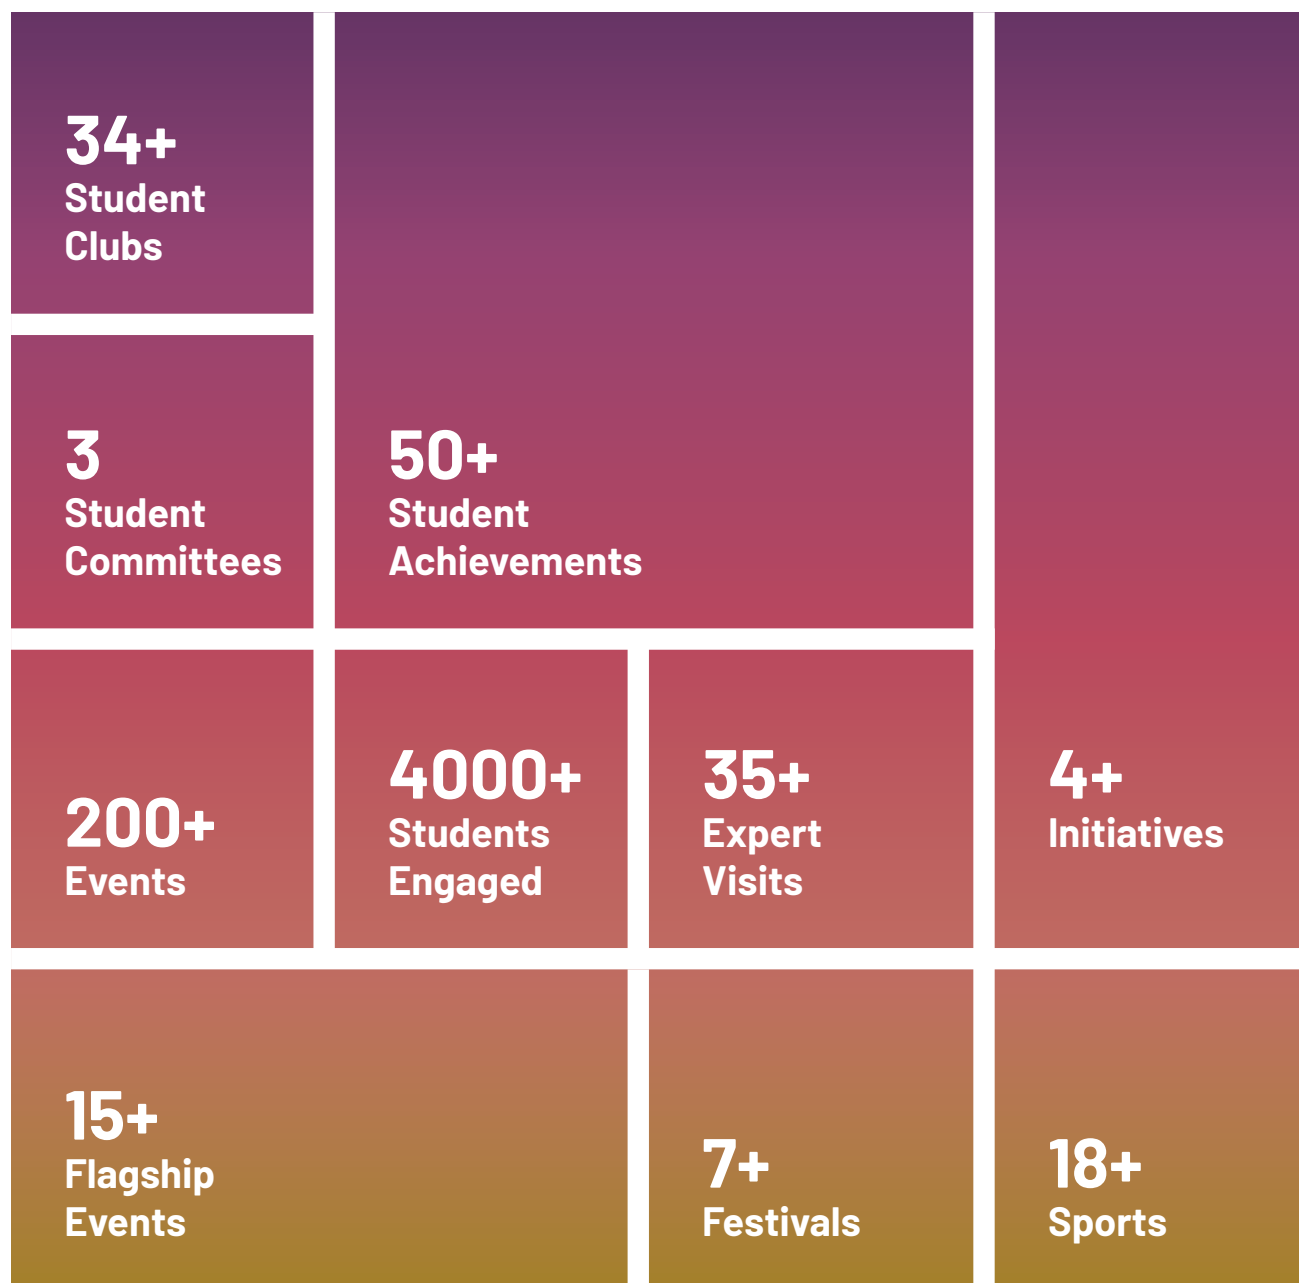 34+
Student
Clubs
3
Student
Committees
50+
Student
Achievements
200+
Events
4000+
Students
Engaged
35+
Expert
Visits
4+
Initiatives
15+
Flagship
Events
7+
Festivals
18+
Sports